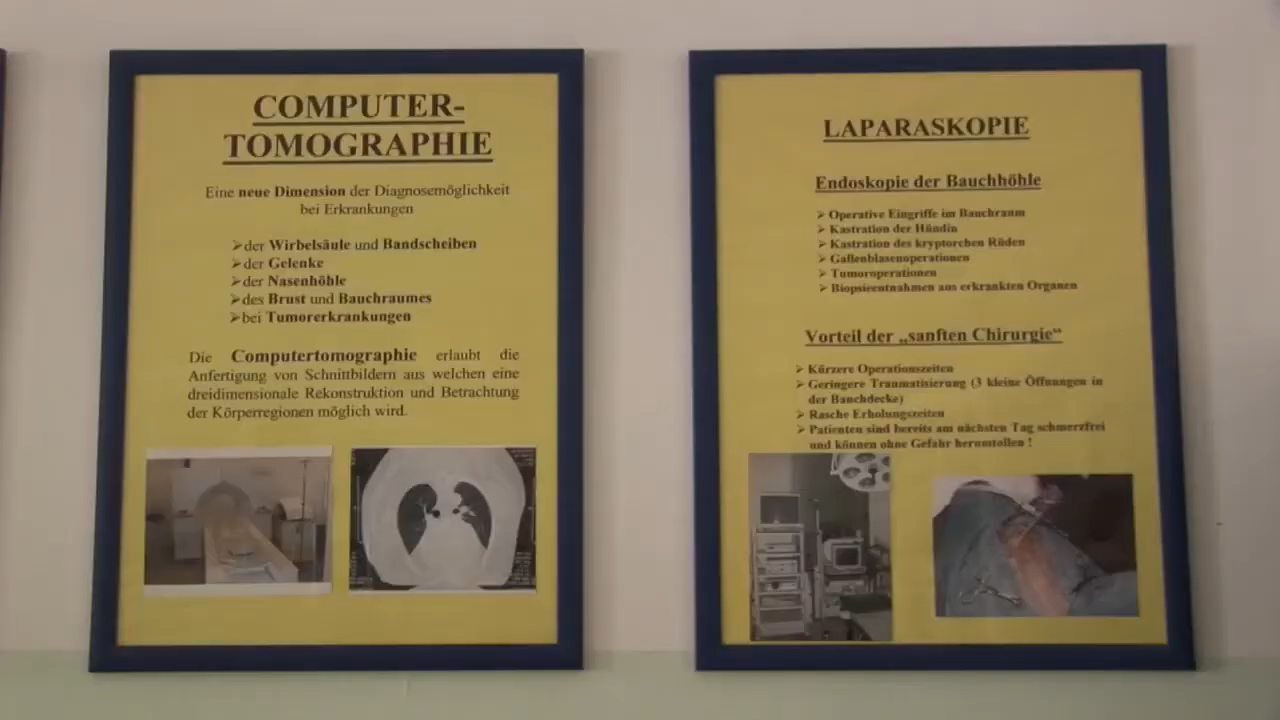 COMPUTER-
TOMOGRAPHIE
Eine neue Dimension der Diagnosemöglichkeit
bei Erkrankungen
➢der Wirbelsäule und Bandscheiben
➢der Gelenke
➢der Nasenhöhle
➢des Brust und Bauchraumes
➢bei Tumorerkrankungen
Die Computertomographie erlaubt die
Anfertigung von Schnittbildern aus welchen eine
dreidimensionale Rekonstruktion und Betrachtung
der Körperregionen möglich wird.
LAPARASKOPIE
Endoskopie der Bauchhöhle
➢ Operative Eingriffe im Bauchraum
➢ Kastration der Hündin
➢ Kastration des kryptorchen Rüden
➢ Gallenblasenoperationen
➢ Tumoroperationen
➢ Biopsieentnahmen aus erkrankten Organen
Vorteil der „sanften Chirurgie“
➢ Kürzere Operationszeiten
➢ Geringere Traumatisierung (3 kleine Öffnungen in
der Bauchdecke)
➢ Rasche Erholungszeiten
➢ Patienten sind bereits am nächsten Tag schmerzfrei
und können ohne Gefahr herumtollen !